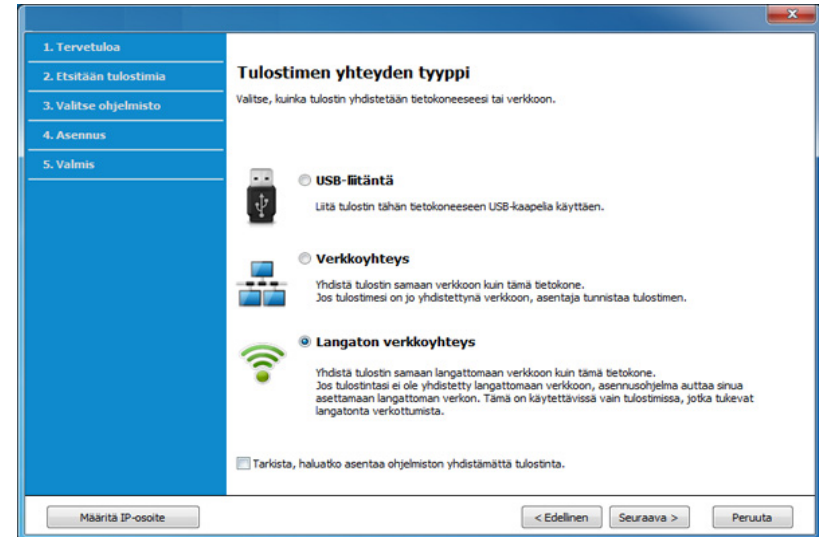 1. Tervetuloa
2. Etsitään tulostimia
3. Valitse ohjelmisto
4. Asennus
5. Valmis
Tulostimen yhteyden tyyppi
Valitse, kuinka tulostin yhdistetään tietokoneeseesi tai verkkoon.
USB-liitäntä
Liitä tulostin tähän tietokoneeseen USB-kaapelia käyttäen.
Verkkoyhteys
Yhdistä tulostin samaan verkkoon kuin tämä tietokone.
Jos tulostimesi on jo yhdistettynä verkkoon, asentaja tunnistaa tulostimen.
Langaton verkkoyhteys
Yhdistä tulostin samaan langattomaan verkkoon kuin tämä tietokone.
Jos tulostintasi ei ole yhdistetty langattomaan verkkoon, asennusohjelma auttaa sinua
asettamaan langattoman verkon. Tämä on käytettävissä vain tulostimissa, jotka tukevat
langatonta verkottumista.
Tarkista, haluatko asentaa ohjelmiston yhdistämättä tulostinta.
Määritä IP-osoite
< Edellinen
Seuraava >
Peruuta